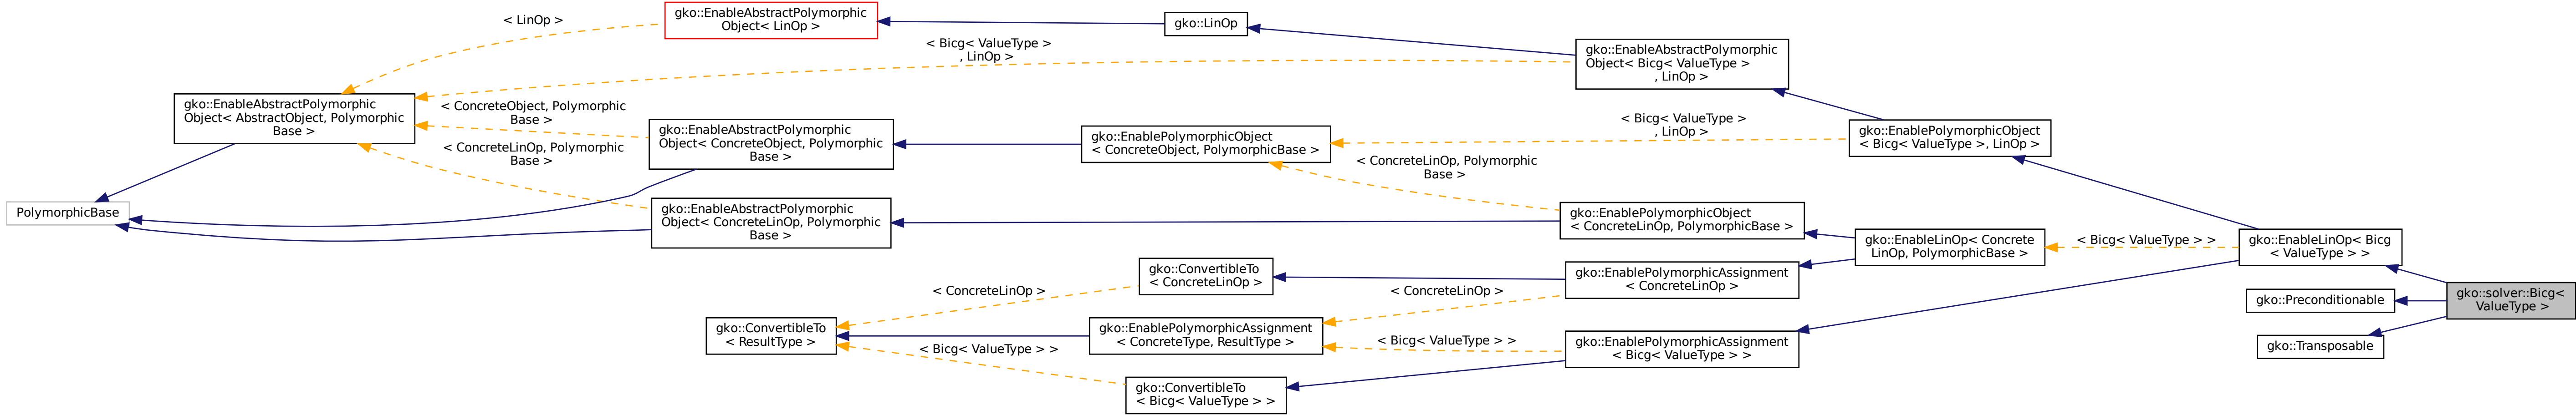 gko::EnableAbstractPolymorphic
Object< LinOp >
< LinOp >
gko::LinOp
< Bicg< ValueType >
, LinOp >
gko::EnableAbstractPolymorphic
Object< Bicg< ValueType >
, LinOp >
gko::EnableAbstractPolymorphic
Object< AbstractObject, Polymorphic
Base >
< ConcreteObject, Polymorphic
Base >
< ConcreteLinOp, Polymorphic
Base >
gko::EnableAbstractPolymorphic
Object< ConcreteObject, Polymorphic
Base >
gko::EnablePolymorphicObject
< ConcreteObject, PolymorphicBase >
< Bicg< ValueType >
, LinOp >
< ConcreteLinOp, Polymorphic
Base >
gko::EnablePolymorphicObject
< Bicg< ValueType >, LinOp >
PolymorphicBase
gko::EnableAbstractPolymorphic
Object< ConcreteLinOp, Polymorphic
Base >
gko::EnablePolymorphicObject
< ConcreteLinOp, PolymorphicBase >
gko::EnableLinOp< Concrete
LinOp, PolymorphicBase >
< Bicg< ValueType > >
gko::EnableLinOp< Bicg
< ValueType > >
gko::ConvertibleTo
< ConcreteLinOp >
gko::EnablePolymorphicAssignment
< ConcreteLinOp >
< ConcreteLinOp >
< ConcreteLinOp >
gko::Preconditionable
gko::solver::Bicg<
ValueType >
gko::ConvertibleTo
< ResultType >
gko::EnablePolymorphicAssignment
< ConcreteType, ResultType >
< Bicg< ValueType > >
< Bicg< ValueType > >
gko::EnablePolymorphicAssignment
< Bicg< ValueType > >
gko::Transposable
gko::ConvertibleTo
< Bicg< ValueType > >